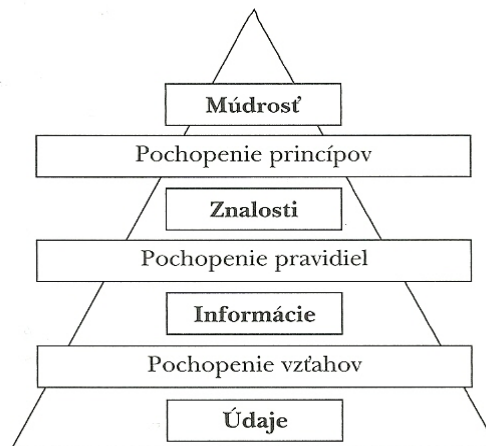 Múdrosť
Pochopenie princípov
Znalosti
Pochopenie pravidiel
Informácie
Pochopenie vzťahov
Údaje